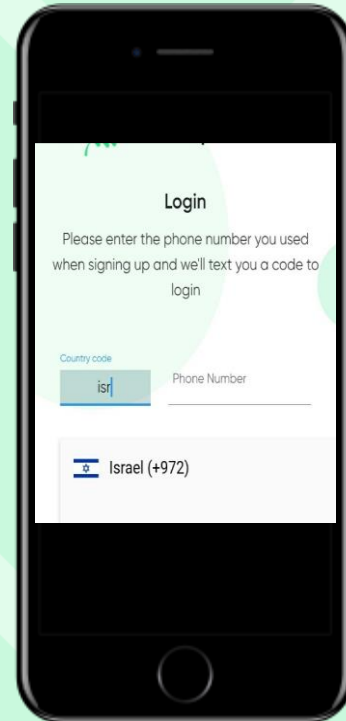 Login
Please enter the phone number you used
when signing up and we'll text you a code to
login
Country code
isr
Phone Number
Israel (+972)